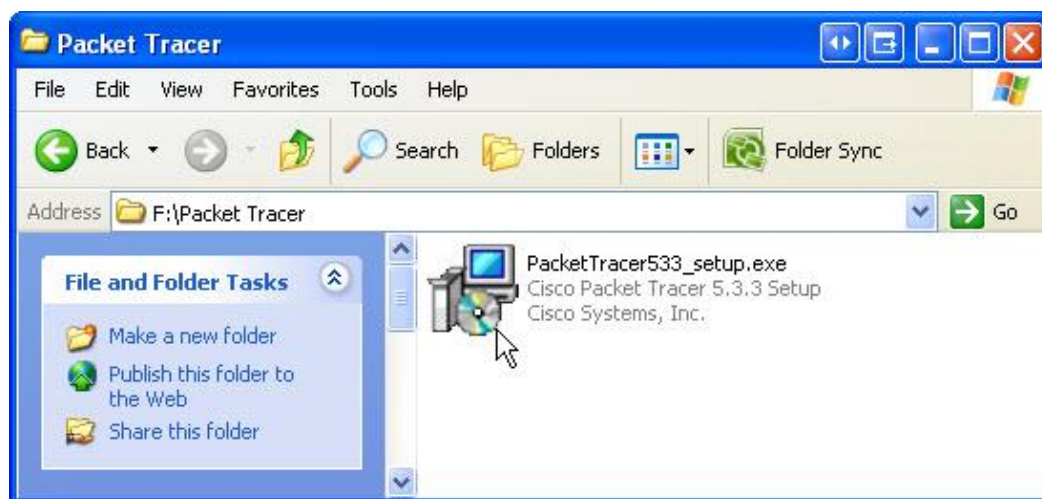 Packet Tracer
File Edit View Favorites Tools Help
Back Search Folders Folder Sync
Address F:\Packet Tracer Go
File and Folder Tasks
Make a new folder
Publish this folder to
the Web
Share this folder
PacketTracer533_setup.exe
Cisco Packet Tracer 5.3.3 Setup
Cisco Systems, Inc.